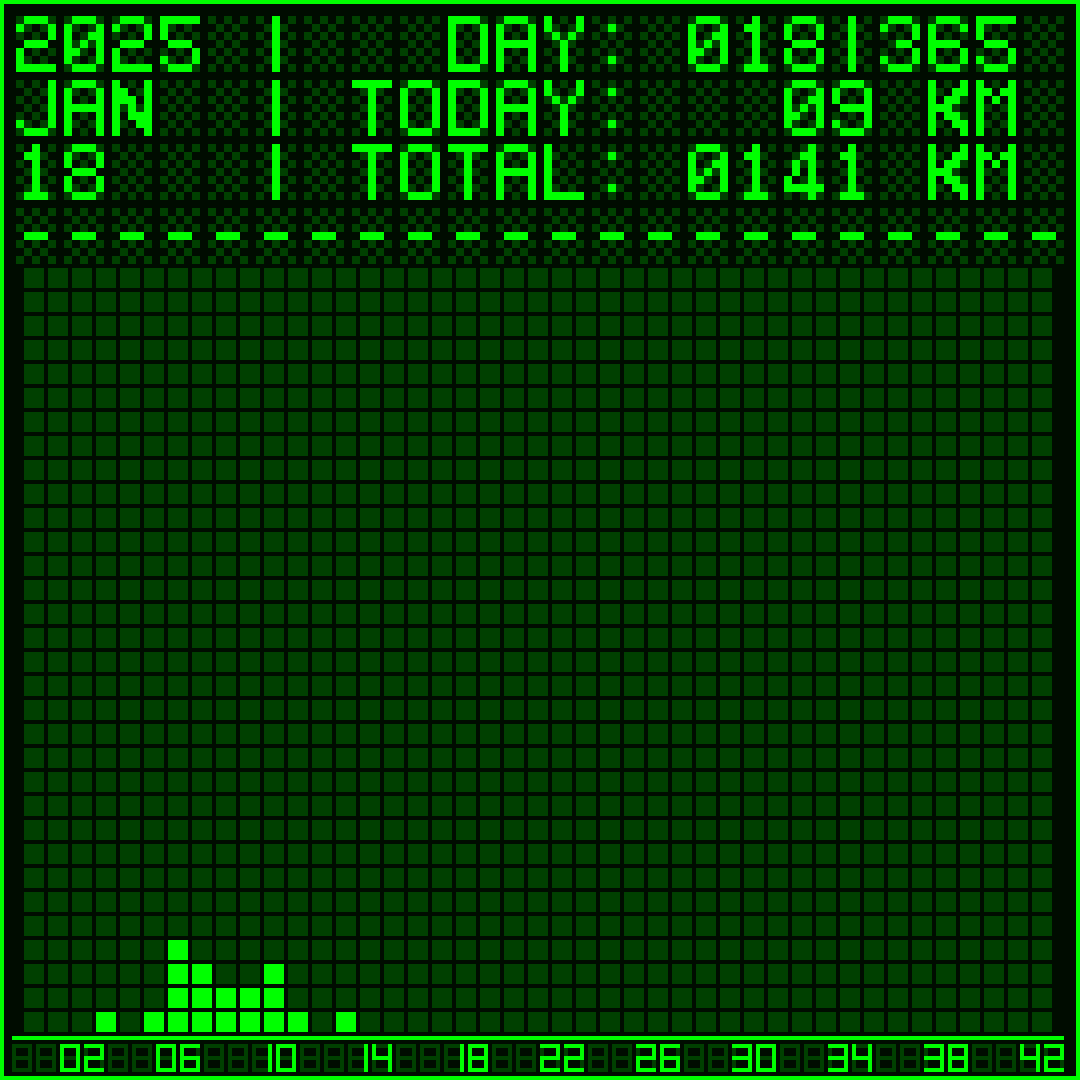 2025 | DAY: 018|365
JAN | TODAY: 09 KM
18 | TOTAL: 0141 KM
- - - - - - - - - - - - - - - - - - - - - -
02 06 10 14 18 22 26 30 34 38 42